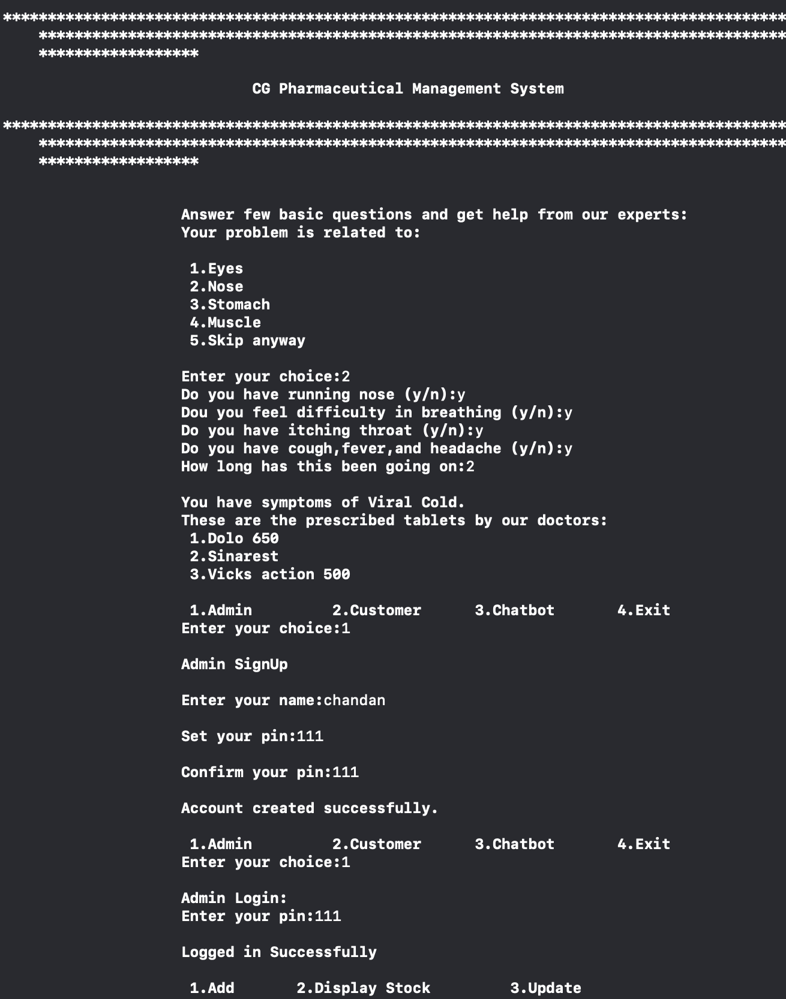 ****************************************************************************************
************************************************************************************
******************
CG Pharmaceutical Management System
****************************************************************************************
************************************************************************************
******************
Answer few basic questions and get help from our experts:
Your problem is related to:
1.Eyes
2.Nose
3.Stomach
4.Muscle
5.Skip anyway
Enter your choice:2
Do you have running nose (y/n):y
Dou you feel difficulty in breathing (y/n):y
Do you have itching throat (y/n):y
Do you have cough,fever,and headache (y/n):y
How long has this been going on:2
You have symptoms of Viral Cold.
These are the prescribed tablets by our doctors:
1.Dolo 650
2.Sinarest
3.Vicks action 500
1.Admin 2.Customer 3.Chatbot 4.Exit
Enter your choice:1
Admin SignUp
Enter your name:chandan
Set your pin:111
Confirm your pin:111
Account created successfully.
1.Admin 2.Customer 3.Chatbot 4.Exit
Enter your choice:1
Admin Login:
Enter your pin:111
Logged in Successfully
1.Add 2.Display Stock 3.Update